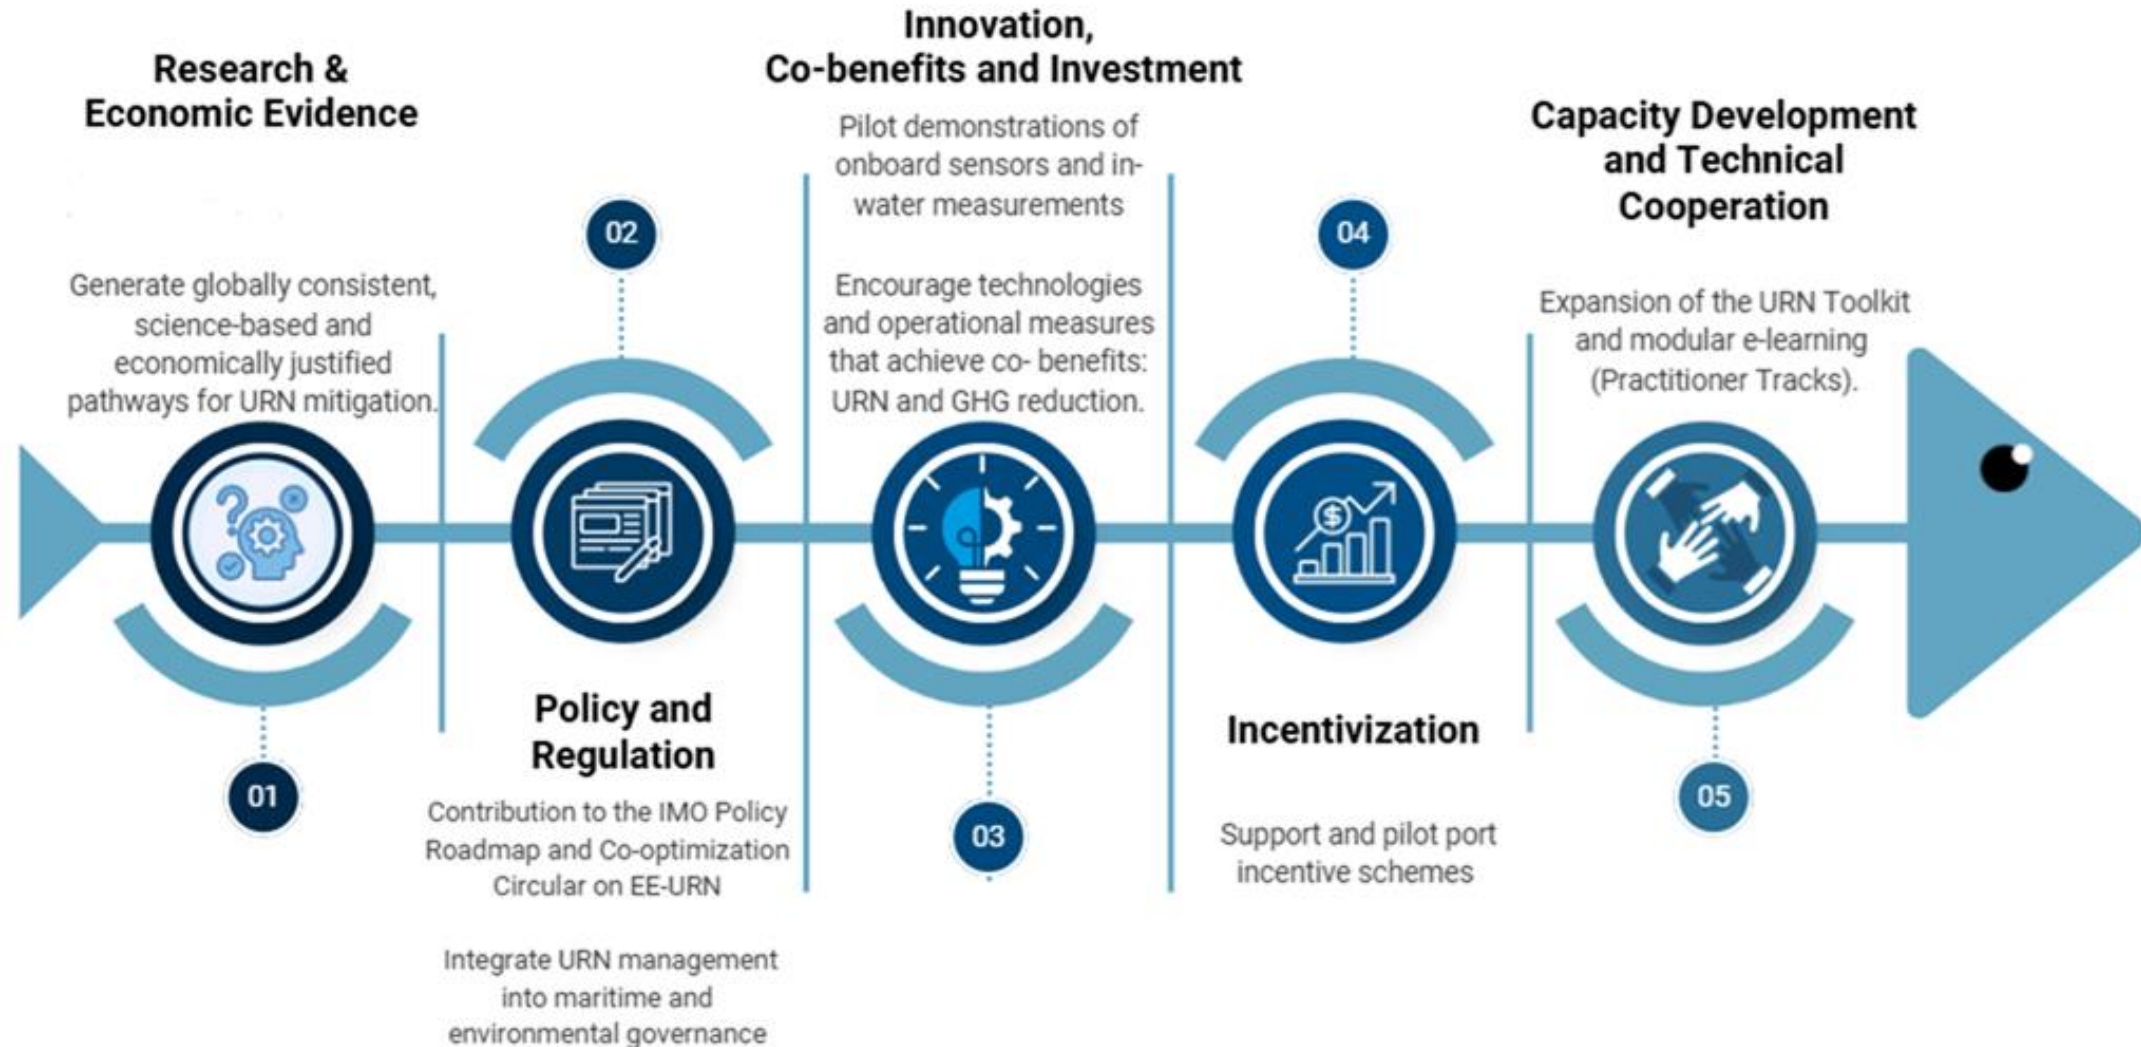 Research &
Economic Evidence
Generate globally consistent,
science-based and
economically justified
pathways for URN mitigation.
01
02
Policy and
Regulation
Contribution to the IMO Policy
Roadmap and Co-optimization
Circular on EE-URN
Integrate URN management
into maritime and
environmental governance
Innovation,
Co-benefits and Investment
Pilot demonstrations of
onboard sensors and in-
water measurements
Encourage technologies
and operational measures
that achieve co- benefits:
URN and GHG reduction.
03
04
$
Incentivization
Support and pilot port
incentive schemes
Capacity Development
and Technical
Cooperation
Expansion of the URN Toolkit
and modular e-learning
(Practitioner Tracks).
05